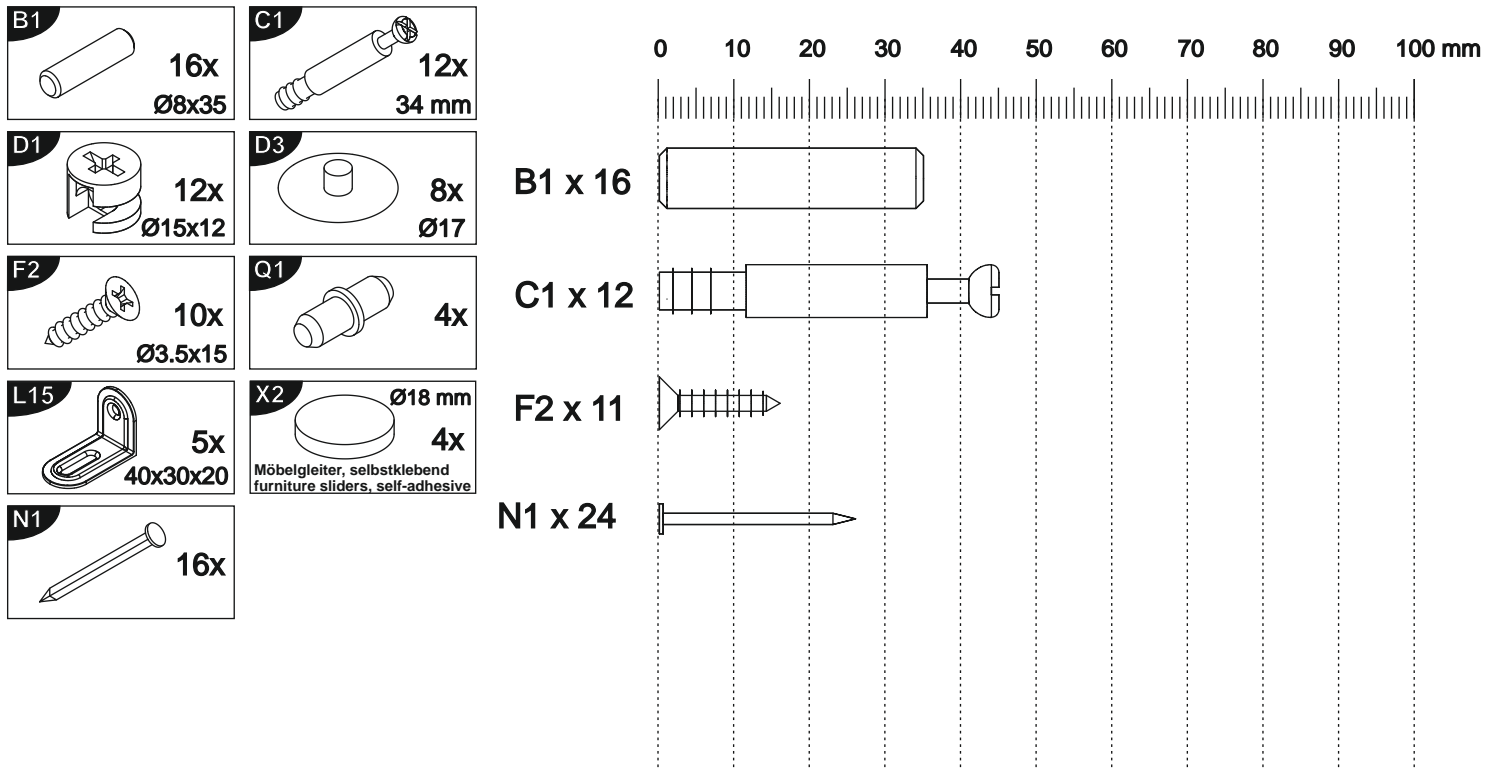 B1
16x
Ø8x35
C1
12x
34 mm
D1
12x
Ø15x12
D3
8x
Ø17
F2
10x
Ø3.5x15
Q1
4x
L15
5x
40x30x20
X2
Ø18 mm
4x
Möbelgleiter, selbstklebend
furniture sliders, self-adhesive
N1
16x
0 10 20 30 40 50 60 70 80 90 100 mm
B1 x 16
C1 x 12
F2 x 11
N1 x 24